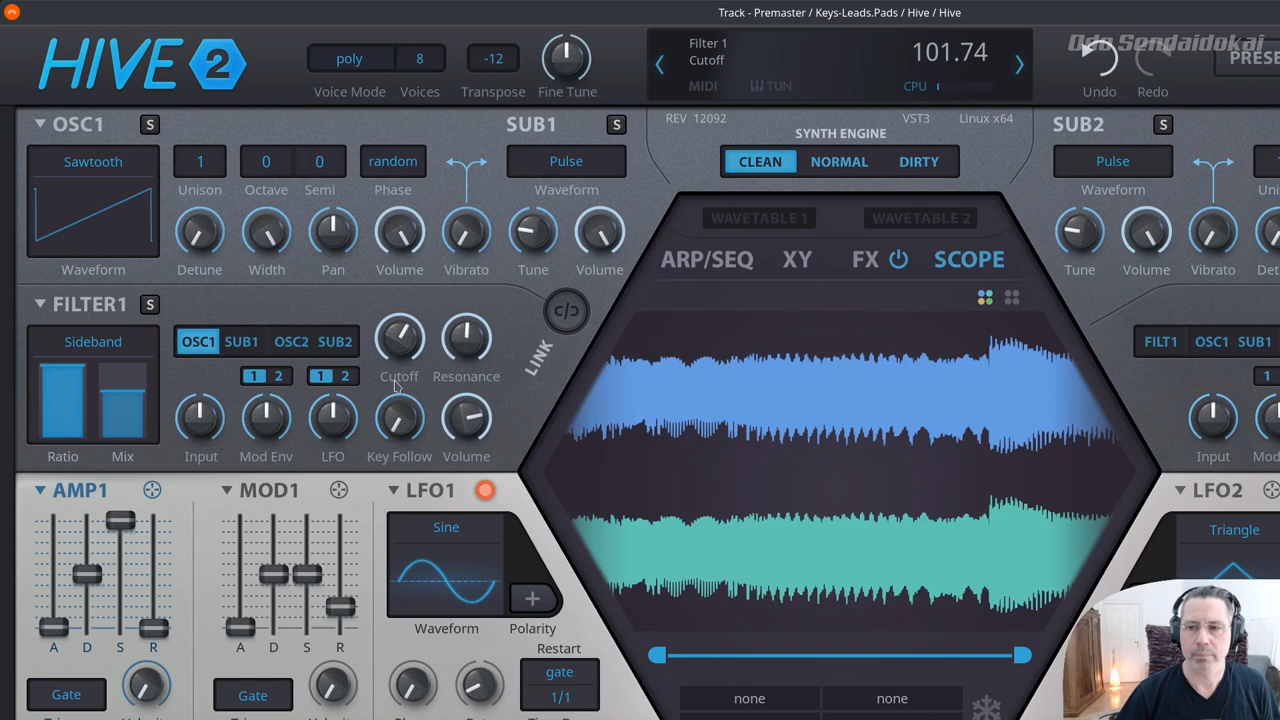 Track - Premaster / Keys-Leads.Pads / Hive / Hive
HIVE 2
poly 8 -12
Voice Mode Voices Transpose Fine Tune
Filter 1
Cutoff
101.74
MIDI TUN CPU
Odo Sendaidokai
Undo Redo
PRESE
OSC1 S
SUB1 S
REV 12092 VST3 Linux x64
SYNTH ENGINE
CLEAN NORMAL DIRTY
SUB2 S
Sawtooth 1 0 0 random Pulse
Unison Octave Semi Phase Waveform
Pulse
Waveform Uni
Waveform Detune Width Pan Volume Vibrato Tune Volume
Tune Volume Vibrato Det
WAVETABLE 1 WAVETABLE 2
ARP/SEQ XY FX SCOPE
FILTER1 S
Sideband
OSC1 SUB1 OSC2 SUB2
1 2 1 2
Cutoff Resonance
LINK
Ratio Mix Input Mod Env LFO Key Follow Volume
FILT1 OSC1 SUB1
1
Input Mod
AMP1 MOD1 LFO1
LFO2
Sine
Triangle
Waveform Polarity
A D S R
A D S R
Restart
gate
1/1
Gate Gate
none none